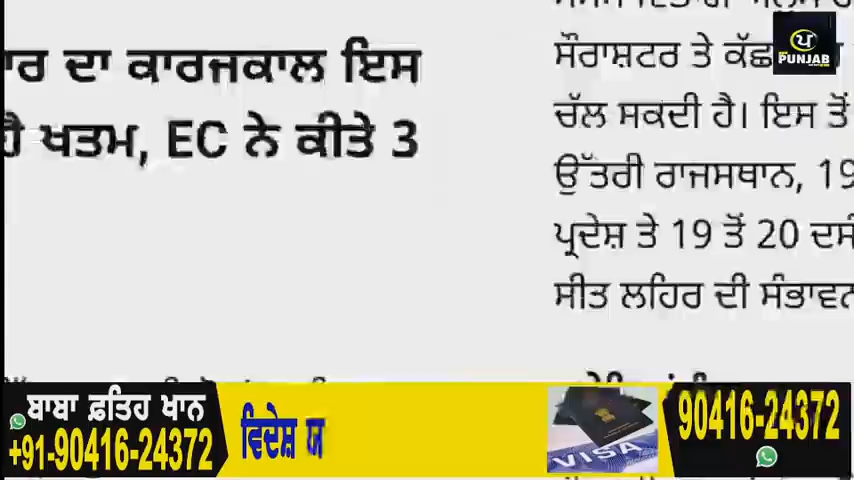 ਾਰ ਦਾ ਕਾਰਜਕਾਲ ਇਸ
ਹੈ ਖਤਮ, EC ਨੇ ਕੀਤੇ 3
ਸੌਰਾਸ਼ਟਰ ਤੇ ਕੱਛ
ਚੱਲ ਸਕਦੀ ਹੈ। ਇਸ ਤੋਂ
ਉੱਤਰੀ ਰਾਜਸਥਾਨ, 19
ਪ੍ਰਦੇਸ਼ ਤੇ 19 ਤੋਂ 20 ਦਸੰ
ਸੀਤ ਲਹਿਰ ਦੀ ਸੰਭਾਵਨਾ
ਪ
PUNJAB
ਬਾਬਾ ਫ਼ਤਿਹ ਖਾਨ
+91-90416-24372
ਵਿਦੇਸ਼ ਯ
VISA
90416-24372